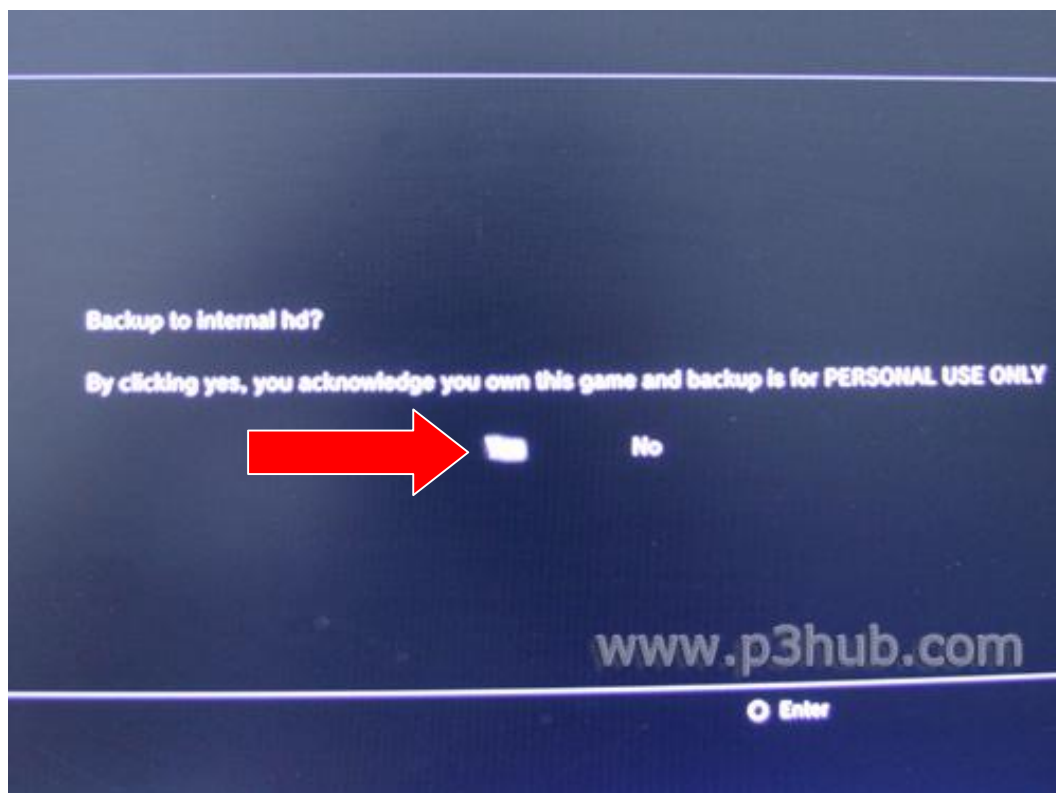 Backup to internal hd?
By clicking yes, you acknowledge you own this game and backup is for PERSONAL USE ONLY
No
www.p3hub.com
Enter